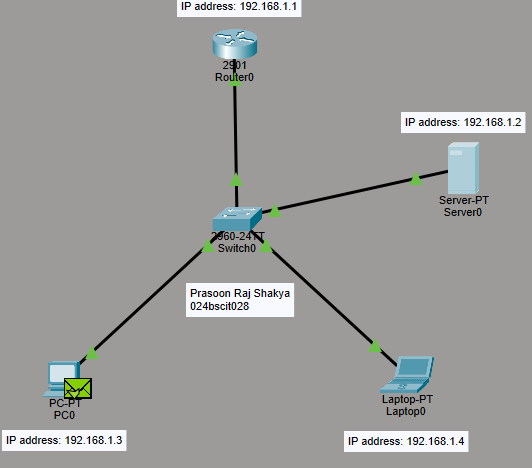 IP address: 192.168.1.1
2901
Router0
IP address: 192.168.1.2
Server-PT
Server0
2960-24TT
Switch0
Prasoon Raj Shakya
024bscit028
PC-PT
PC0
Laptop-PT
Laptop0
IP address: 192.168.1.3
IP address: 192.168.1.4